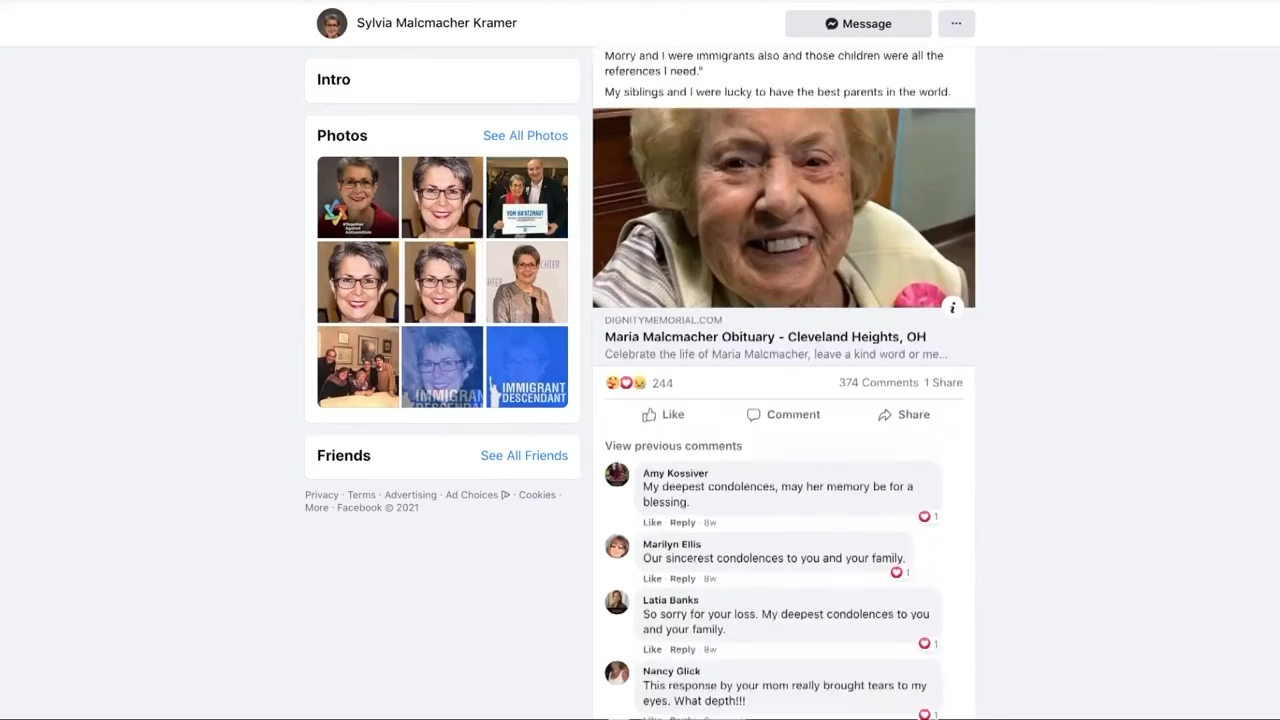 Sylvia Malcmacher Kramer
Message
Intro
Photos
See All Photos
#Together
Against
Antisemitism
YOM HA'ATZMAUT
IMMIGRAN
DESCENDAN
IMMIGRANT
DESCENDANT
Friends
See All Friends
Privacy · Terms · Advertising · Ad Choices · Cookies ·
More · Facebook © 2021
Morry and I were immigrants also and those children were all the
references I need."
My siblings and I were lucky to have the best parents in the world.
DIGNITYMEMORIAL.COM
Maria Malcmacher Obituary - Cleveland Heights, OH
Celebrate the life of Maria Malcmacher, leave a kind word or me...
244
374 Comments 1 Share
Like
Comment
Share
View previous comments
Amy Kossiver
My deepest condolences, may her memory be for a
blessing.
1
Like · Reply · 8w
Marilyn Ellis
Our sincerest condolences to you and your family.
1
Like · Reply · 8w
Latia Banks
So sorry for your loss. My deepest condolences to you
and your family.
1
Like · Reply · 8w
Nancy Glick
This response by your mom really brought tears to my
eyes. What depth!!!
1